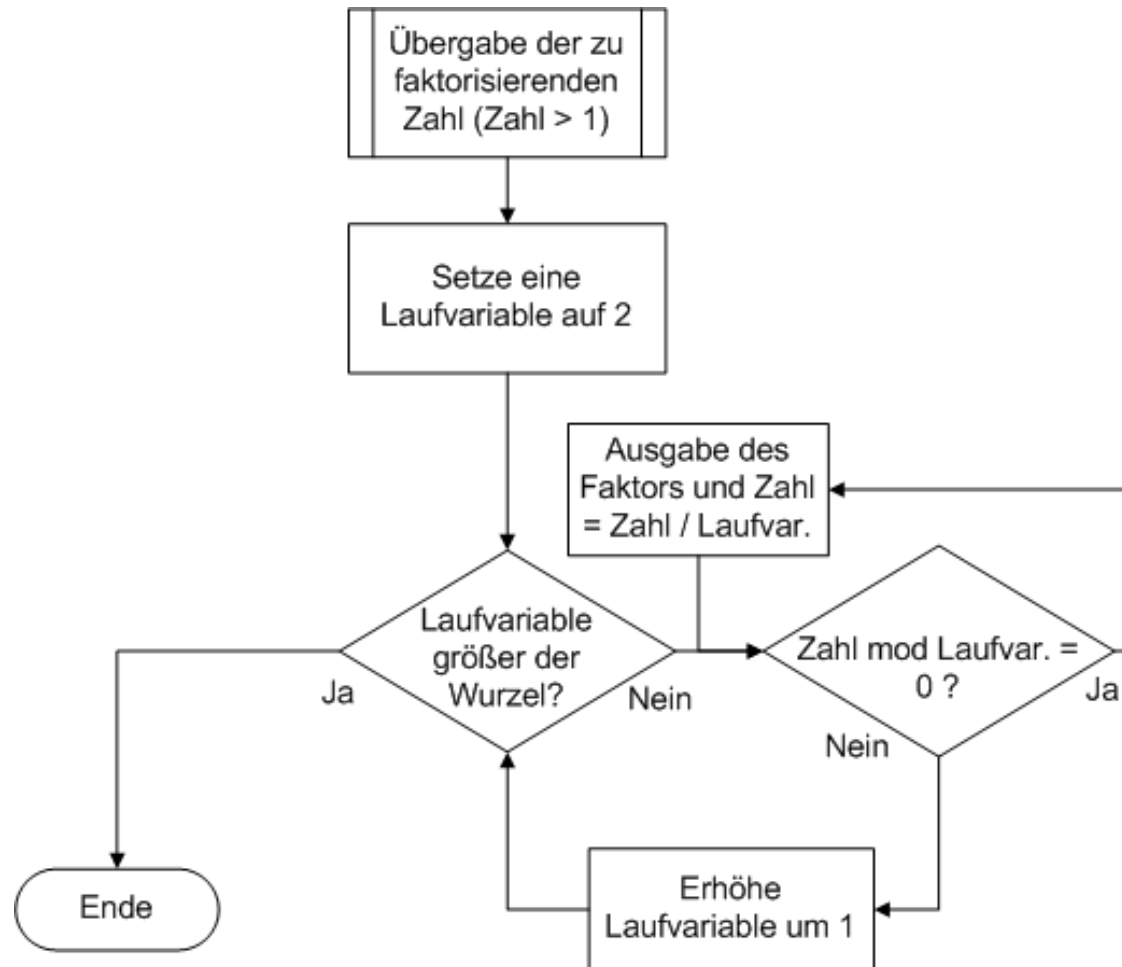 Übergabe der zu
faktorisierenden
Zahl (Zahl > 1)
Setze eine
Laufvariable auf 2
Ausgabe des
Faktors und Zahl
= Zahl / Laufvar.
Laufvariable
größer der
Wurzel?
Ja
Nein
Zahl mod Laufvar. =
0 ?
Ja
Nein
Erhöhe
Laufvariable um 1
Ende